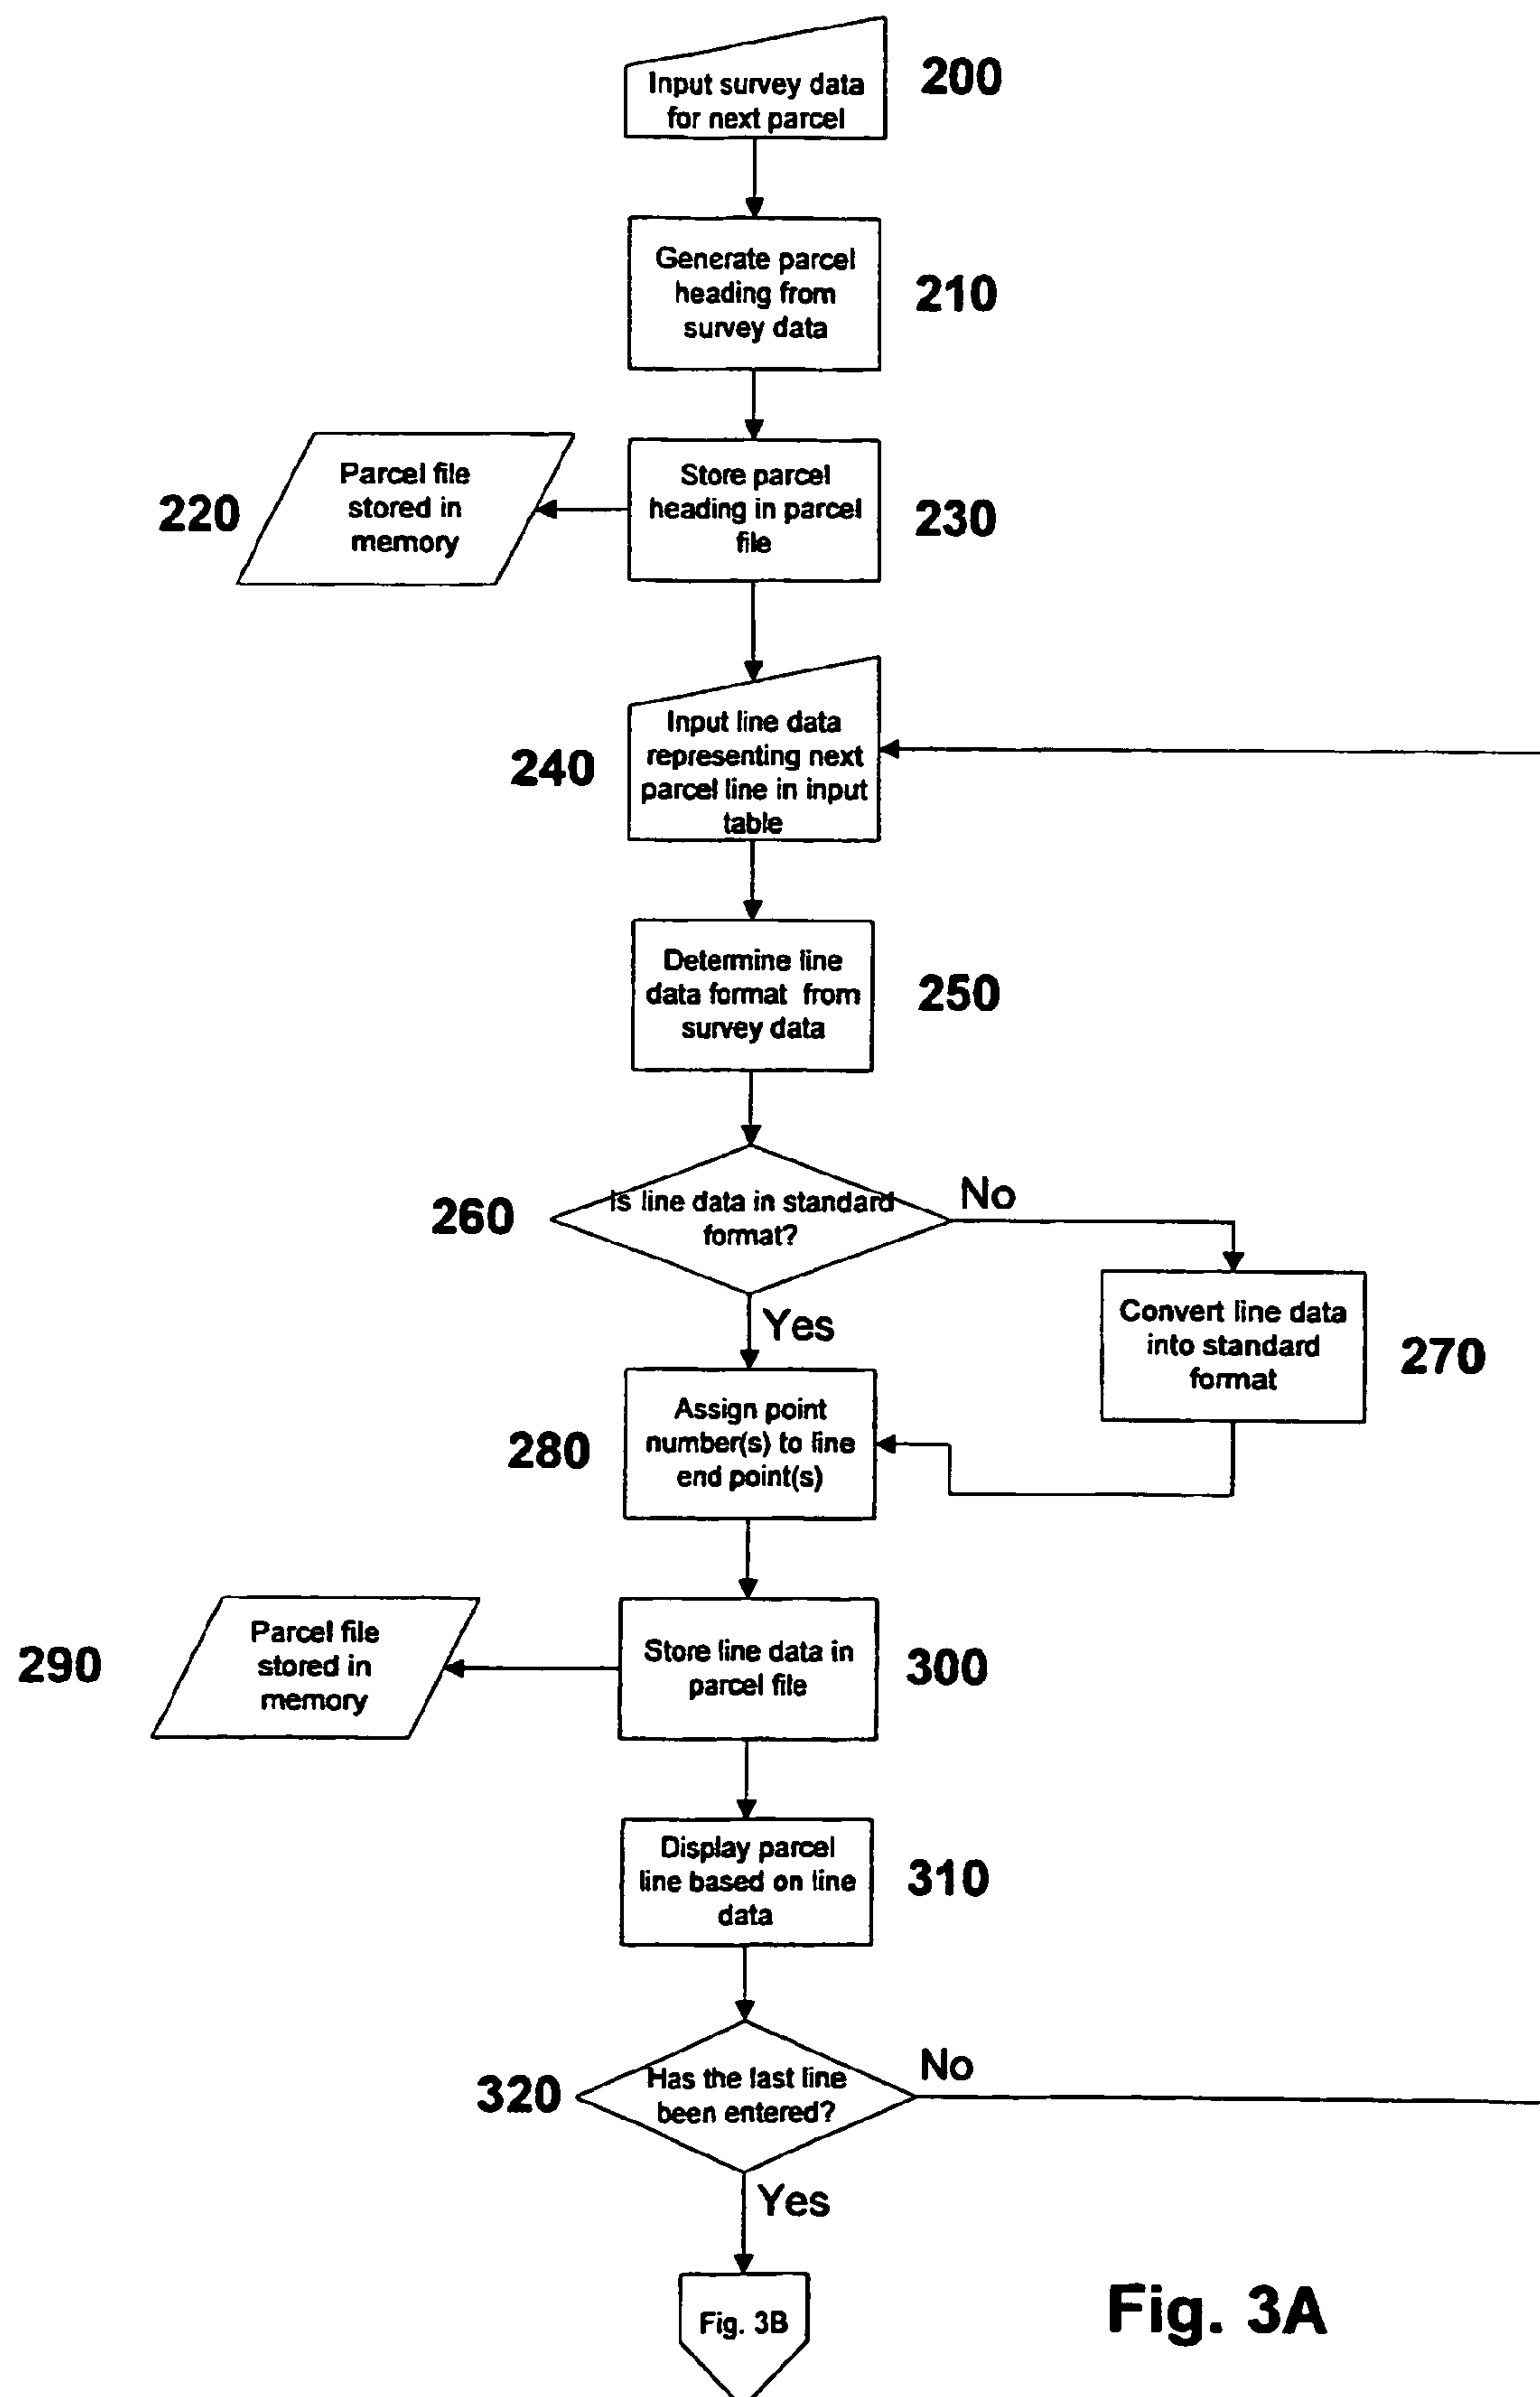 Input survey data
for next parcel
200
Generate parcel
heading from
survey data
210
Parcel file
stored in
memory
220
Store parcel
heading in parcel
file
230
Input line data
representing next
parcel line in input
table
240
Determine line
data format from
survey data
250
Is line data in standard
format?
260
No
Yes
Convert line data
into standard
format
270
Assign point
number(s) to line
end point(s)
280
Parcel file
stored in
memory
290
Store line data in
parcel file
300
Display parcel
line based on line
data
310
Has the last line
been entered?
320
No
Yes
Fig. 3B
Fig. 3A